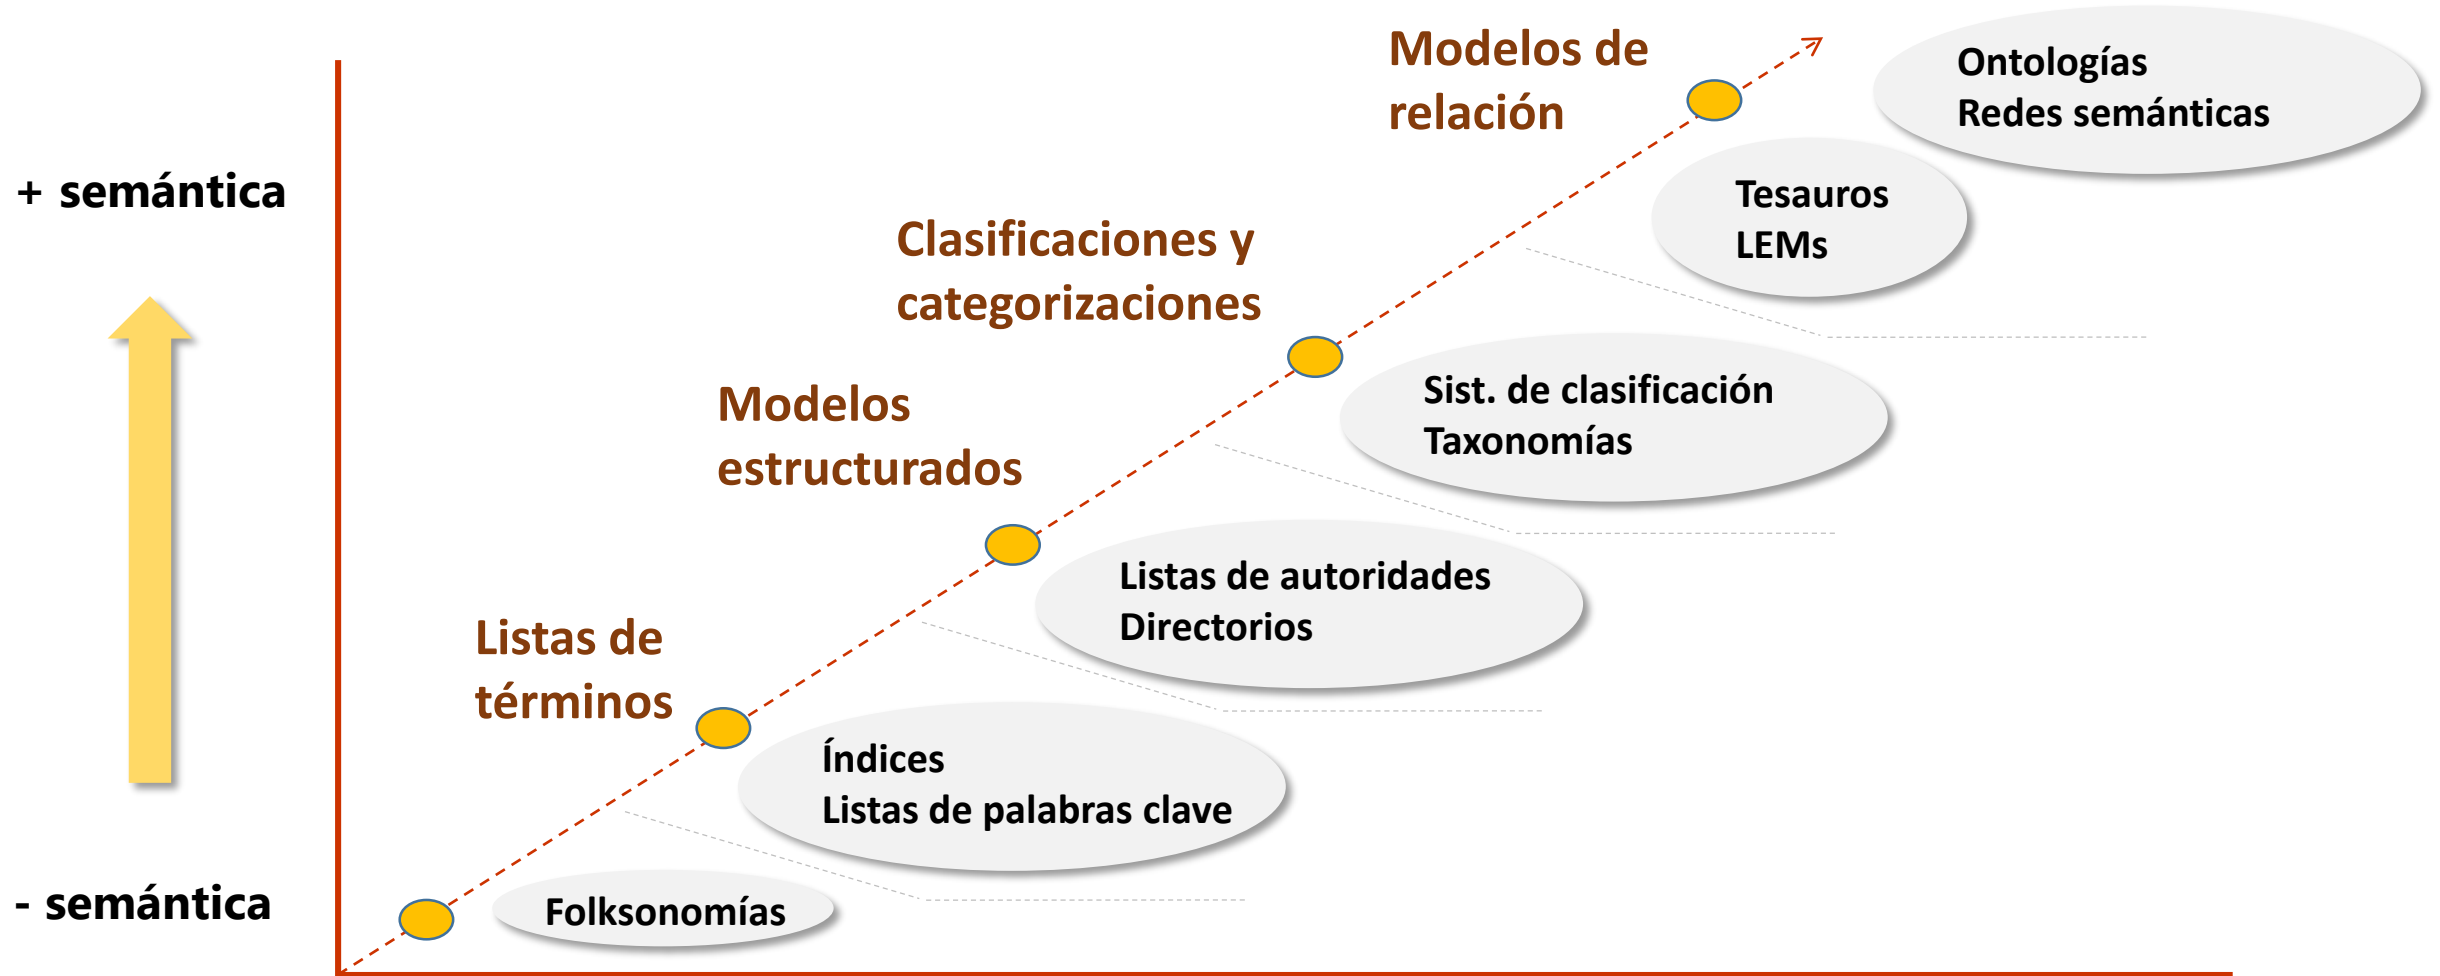 Modelos de
relación
Ontologías
Redes semánticas
+ semántica
Tesauros
LEMs
Clasificaciones y
categorizaciones
Sist. de clasificación
Taxonomías
Modelos
estructurados
Listas de autoridades
Directorios
Listas de
términos
Índices
Listas de palabras clave
- semántica
Folksonomías